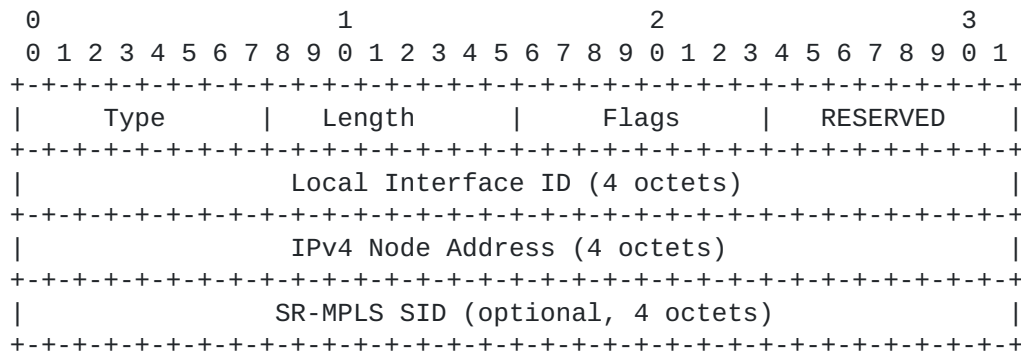 0                   1                   2                   3
 0 1 2 3 4 5 6 7 8 9 0 1 2 3 4 5 6 7 8 9 0 1 2 3 4 5 6 7 8 9 0 1
+-+-+-+-+-+-+-+-+-+-+-+-+-+-+-+-+-+-+-+-+-+-+-+-+-+-+-+-+-+-+-+-+
|     Type      |   Length      |     Flags     |   RESERVED    |
+-+-+-+-+-+-+-+-+-+-+-+-+-+-+-+-+-+-+-+-+-+-+-+-+-+-+-+-+-+-+-+-+
|                 Local Interface ID (4 octets)                 |
+-+-+-+-+-+-+-+-+-+-+-+-+-+-+-+-+-+-+-+-+-+-+-+-+-+-+-+-+-+-+-+-+
|                 IPv4 Node Address (4 octets)                  |
+-+-+-+-+-+-+-+-+-+-+-+-+-+-+-+-+-+-+-+-+-+-+-+-+-+-+-+-+-+-+-+-+
|                SR-MPLS SID (optional, 4 octets)               |
+-+-+-+-+-+-+-+-+-+-+-+-+-+-+-+-+-+-+-+-+-+-+-+-+-+-+-+-+-+-+-+-+